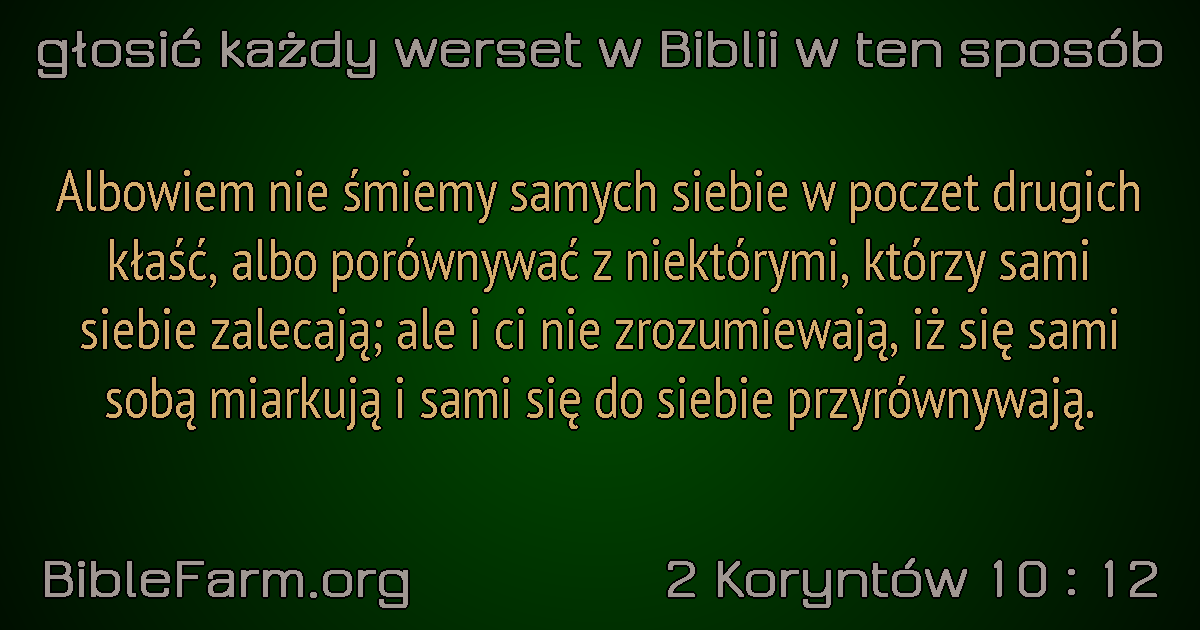 głosić każdy werset w Biblii w ten sposób
Albowiem nie śmiemy samych siebie w poczet drugich
kłaść, albo porównywać z niektórymi, którzy sami
siebie zalecają; ale i ci nie zrozumiewają, iż się sami
sobą miarkują i sami się do siebie przyrównywają.
BibleFarm.org
2 Koryntów 10 : 12